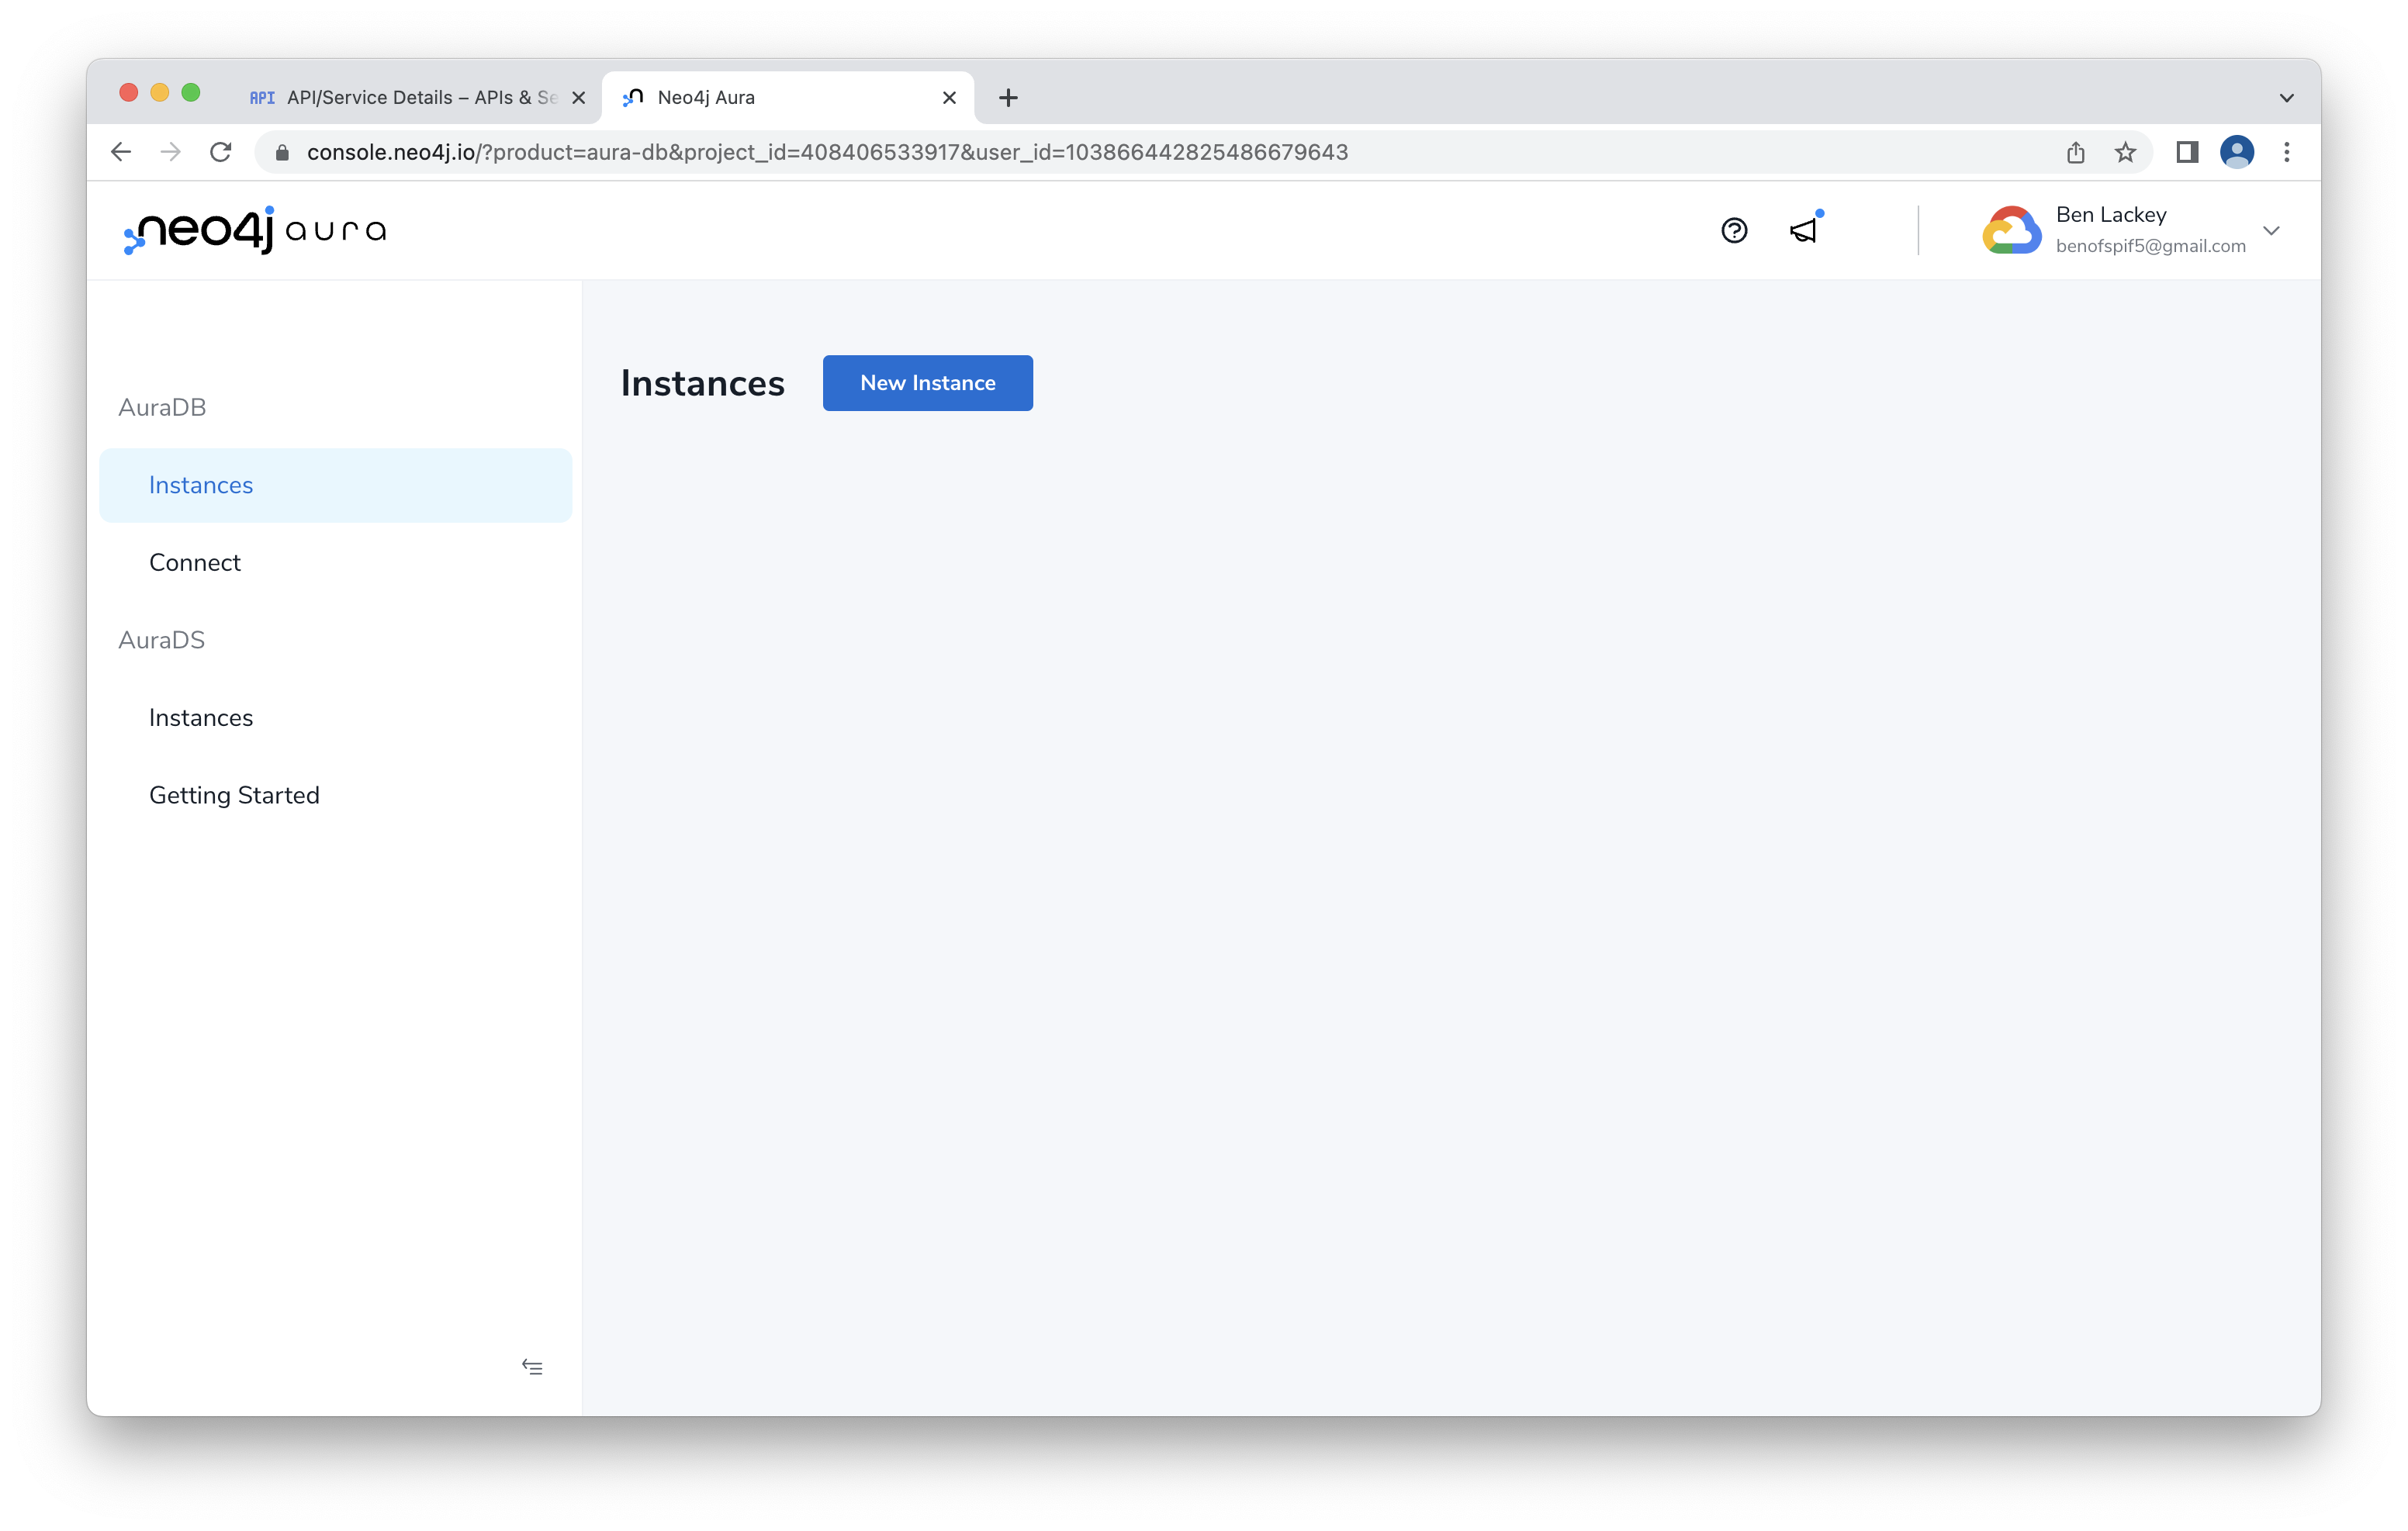 API API/Service Details – APIs & Se
Neo4j Aura
console.neo4j.io/?product=aura-db&project_id=408406533917&user_id=103866442825486679643
neo4j aura
Ben Lackey
benofspif5@gmail.com
Instances
New Instance
AuraDB
Instances
Connect
AuraDS
Instances
Getting Started